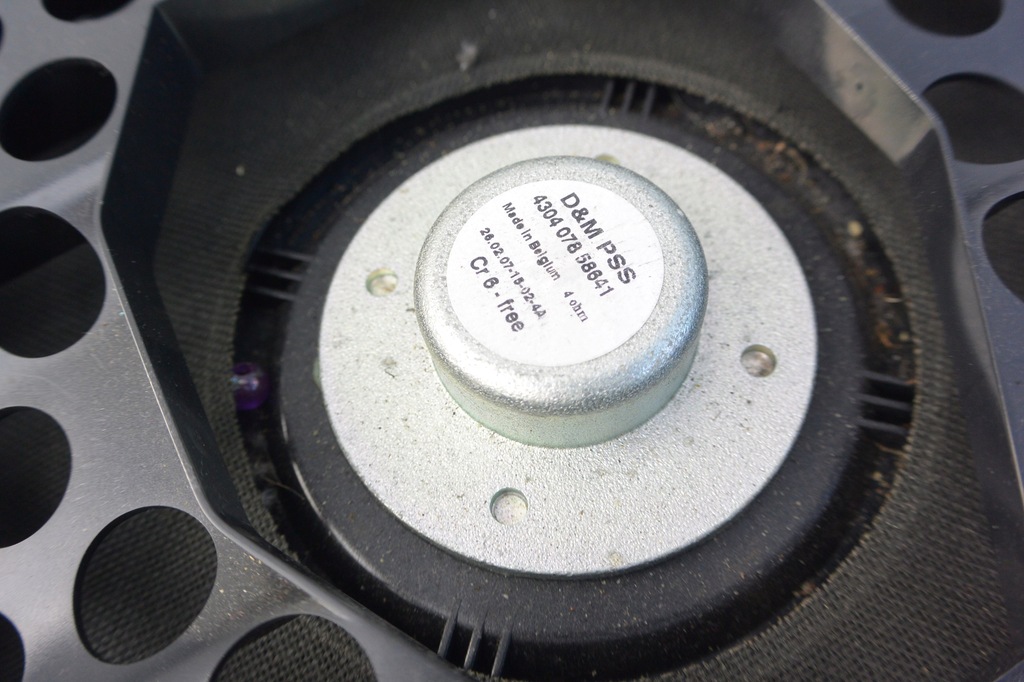 D&M PSS
4304 078 58641
Made in Belgium 4 ohm
26.02.07-18-02-4A
Cr 6 - free